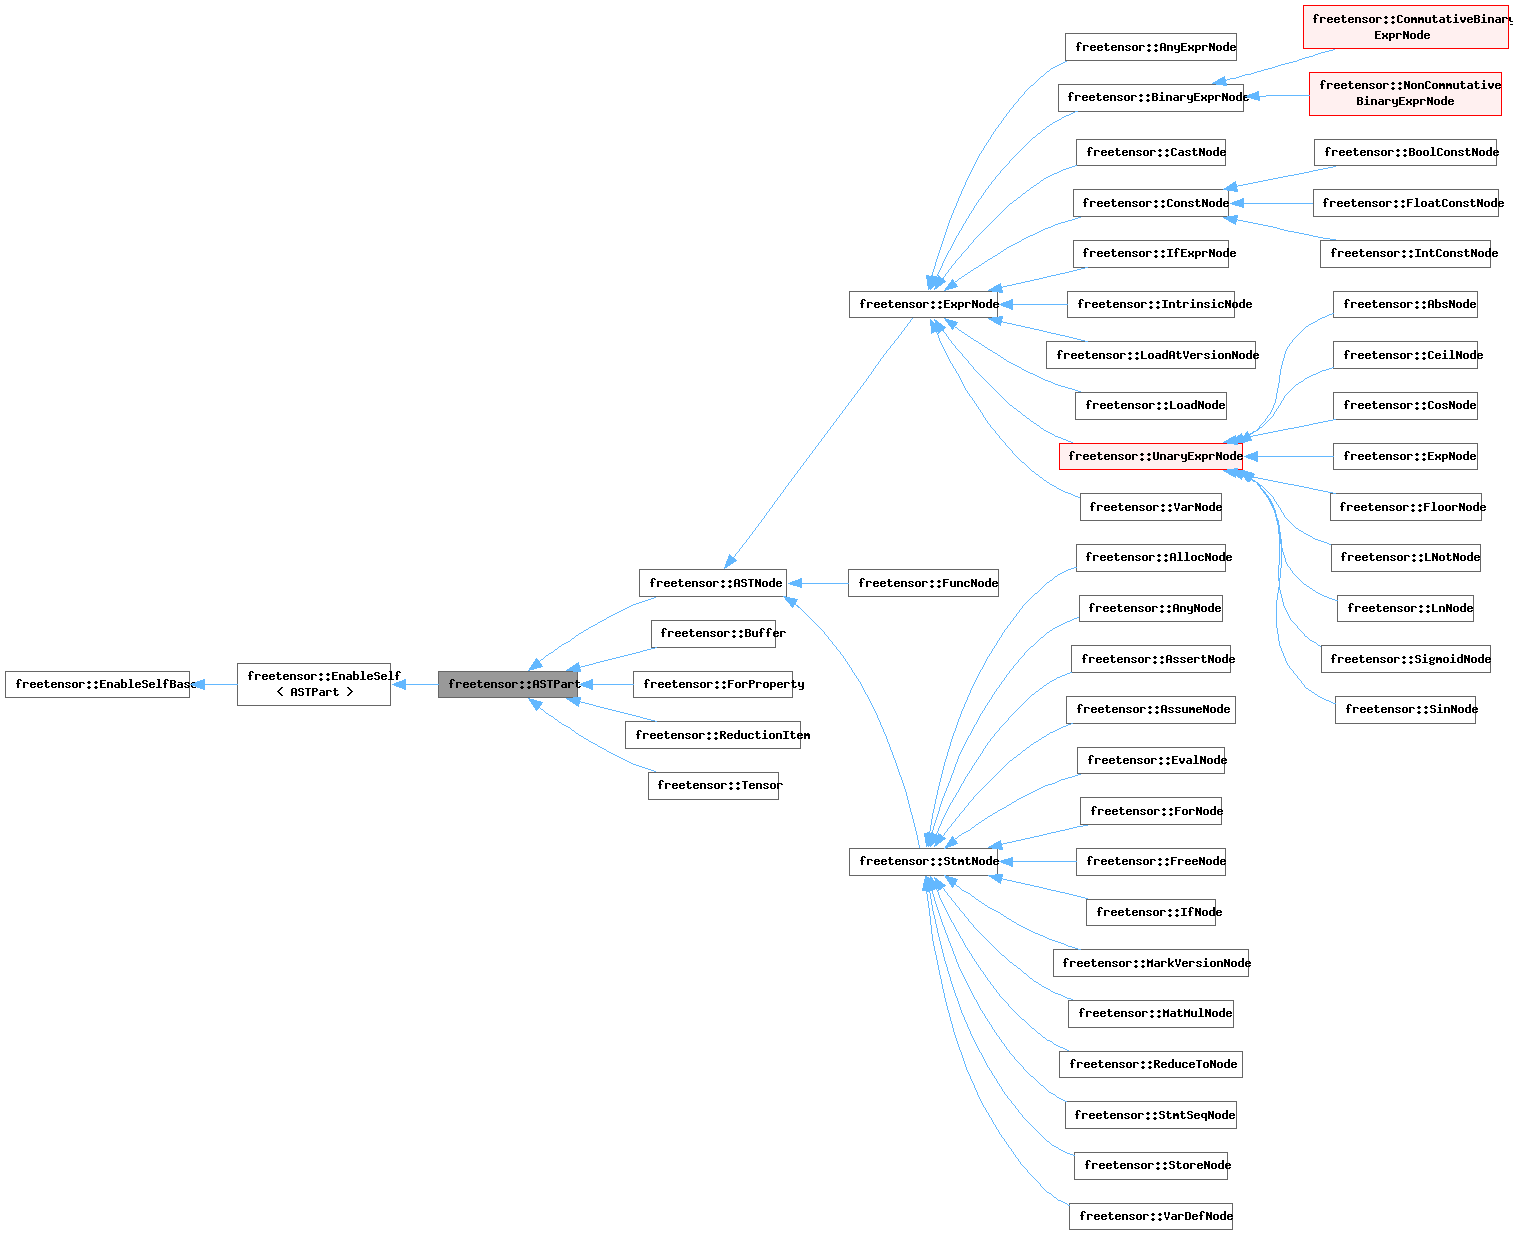 freetensor::EnableSelfBase
freetensor::EnableSelf
< ASTPart >
freetensor::ASTPart
freetensor::ASTNode
freetensor::Buffer
freetensor::ForProperty
freetensor::ReductionItem
freetensor::Tensor
freetensor::ExprNode
freetensor::FuncNode
freetensor::StmtNode
freetensor::AnyExprNode
freetensor::BinaryExprNode
freetensor::CastNode
freetensor::ConstNode
freetensor::IfExprNode
freetensor::IntrinsicNode
freetensor::LoadAtVersionNode
freetensor::LoadNode
freetensor::UnaryExprNode
freetensor::VarNode
freetensor::AllocNode
freetensor::AnyNode
freetensor::AssertNode
freetensor::AssumeNode
freetensor::EvalNode
freetensor::ForNode
freetensor::FreeNode
freetensor::IfNode
freetensor::MarkVersionNode
freetensor::MatMulNode
freetensor::ReduceToNode
freetensor::StmtSeqNode
freetensor::StoreNode
freetensor::VarDefNode
freetensor::CommutativeBinary
ExprNode
freetensor::NonCommutative
BinaryExprNode
freetensor::BoolConstNode
freetensor::FloatConstNode
freetensor::IntConstNode
freetensor::AbsNode
freetensor::CeilNode
freetensor::CosNode
freetensor::ExpNode
freetensor::FloorNode
freetensor::LNotNode
freetensor::LnNode
freetensor::SigmoidNode
freetensor::SinNode